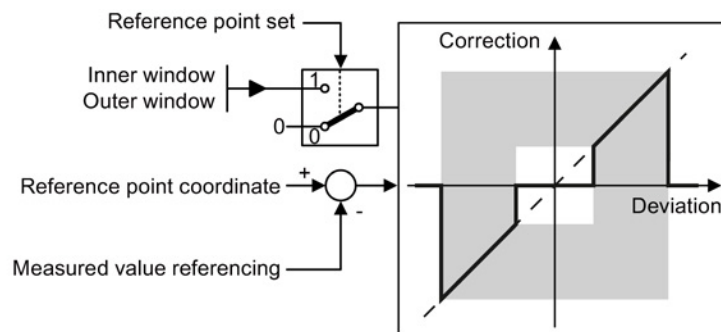 Reference point set
Correction
Inner window
Outer window
1
0
0
Reference point coordinate
+
-
Deviation
Measured value referencing